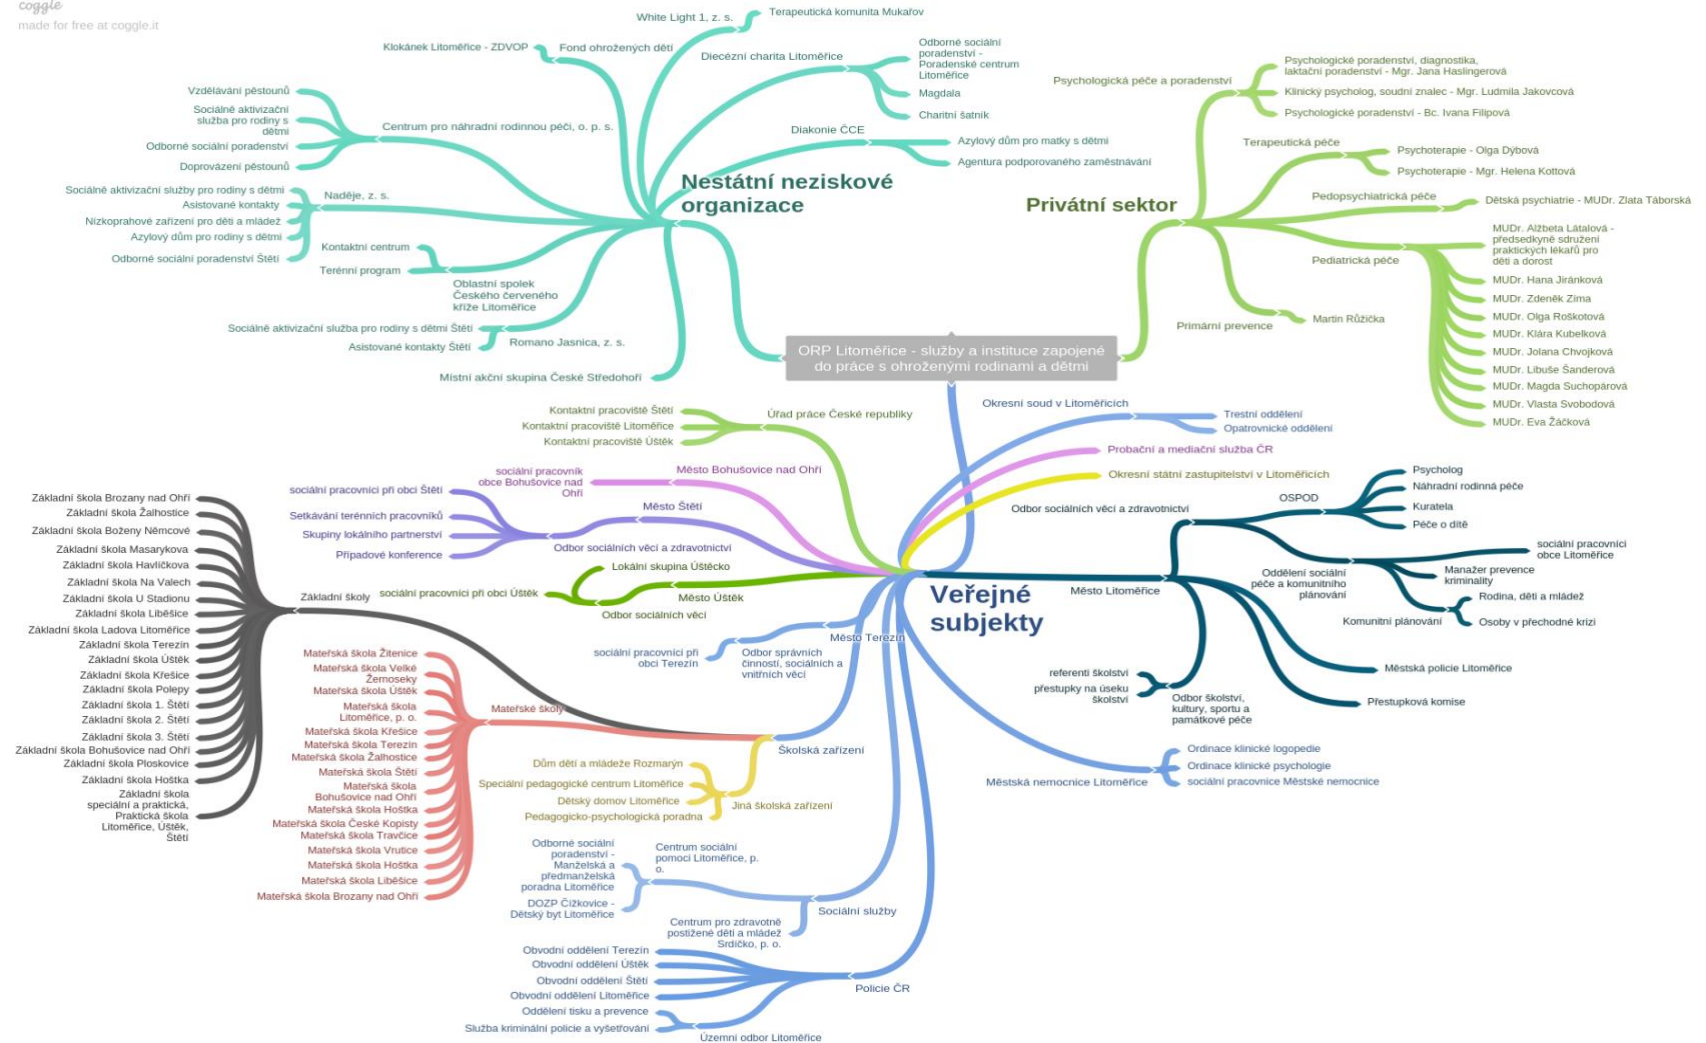 coggle
made for free at coggle.it
White Light 1, z. s.
Terapeutická komunita Mukařov
Klokánek Litoměřice - ZDVOP
Fond ohrožených dětí
Diecézní charita Litoměřice
Odborné sociální
poradenství -
Poradenské centrum
Litoměřice
Magdala
Charitní šatník
Diakonie ČCE
Azylový dům pro matky s dětmi
Agentura podporovaného zaměstnávání
Vzdělávání pěstounů
Sociálně aktivizační
služba pro rodiny s
dětmi
Odborné sociální poradenství
Doprovázení pěstounů
Centrum pro náhradní rodinnou péči, o. p. s.
Sociálně aktivizační služby pro rodiny s dětmi
Asistované kontakty
Nízkoprahové zařízení pro děti a mládež
Azylový dům pro rodiny s dětmi
Odborné sociální poradenství Štětí
Naděje, z. s.
Kontaktní centrum
Terénní program
Oblastní spolek
Českého červeného
kříže Litoměřice
Sociálně aktivizační služba pro rodiny s dětmi Štětí
Asistované kontakty Štětí
Romano Jasnica, z. s.
Místní akční skupina České Středohoří
Nestátní neziskové
organizace
Privátní sektor
Psychologická péče a poradenství
Psychologické poradenství, diagnostika,
laktační poradenství - Mgr. Jana Haslingerová
Klinický psycholog, soudní znalec - Mgr. Ludmila Jakovcová
Psychologické poradenství - Bc. Ivana Filipová
Terapeutická péče
Psychoterapie - Olga Dýbová
Psychoterapie - Mgr. Helena Kottová
Pedopsychiatrická péče
Dětská psychiatrie - MUDr. Zlata Táborská
Pediatrická péče
MUDr. Alžbeta Látalová -
předsedkyně sdružení
praktických lékařů pro
děti a dorost
MUDr. Hana Jiránková
MUDr. Zdeněk Zíma
MUDr. Olga Roškotová
MUDr. Klára Kubelková
MUDr. Jolana Chvojková
MUDr. Libuše Šanderová
MUDr. Magda Suchopárová
MUDr. Vlasta Svobodová
MUDr. Eva Žáčková
Primární prevence
Martin Růžička
ORP Litoměřice - služby a instituce zapojené
do práce s ohroženými rodinami a dětmi
Kontaktní pracoviště Štětí
Kontaktní pracoviště Litoměřice
Kontaktní pracoviště Úštěk
Úřad práce České republiky
Okresní soud v Litoměřicích
Trestní oddělení
Opatrovnické oddělení
Probační a mediační služba ČR
Okresní státní zastupitelství v Litoměřicích
sociální pracovník
obce Bohušovice nad
Ohří
Město Bohušovice nad Ohří
sociální pracovníci při obci Štětí
Setkávání terénních pracovníků
Skupiny lokálního partnerství
Případové konference
Město Štětí
Odbor sociálních věcí a zdravotnictví
Lokální skupina Úštěcko
sociální pracovníci při obci Úštěk
Město Úštěk
Odbor sociálních věcí
Město Terezín
sociální pracovníci při
obci Terezín
Odbor správních
činností, sociálních a
vnitřních věcí
Veřejné
subjekty
Město Litoměřice
Odbor sociálních věcí a zdravotnictví
OSPOD
Psycholog
Náhradní rodinná péče
Kuratela
Péče o dítě
Oddělení sociální
péče a komunitního
plánování
sociální pracovníci
obce Litoměřice
Manažer prevence
kriminality
Komunitní plánování
Rodina, děti a mládež
Osoby v přechodné krizi
Městská policie Litoměřice
Přestupková komise
referenti školství
přestupky na úseku
školství
Odbor školství,
kultury, sportu a
památkové péče
Městská nemocnice Litoměřice
Ordinace klinické logopedie
Ordinace klinické psychologie
sociální pracovnice Městské nemocnice
Základní školy
Základní škola Brozany nad Ohří
Základní škola Žalhostice
Základní škola Boženy Němcové
Základní škola Masarykova
Základní škola Havlíčkova
Základní škola Na Valech
Základní škola U Stadionu
Základní škola Liběšice
Základní škola Ladova Litoměřice
Základní škola Terezín
Základní škola Úštěk
Základní škola Křešice
Základní škola Polepy
Základní škola 1. Štětí
Základní škola 2. Štětí
Základní škola 3. Štětí
Základní škola Bohušovice nad Ohří
Základní škola Ploskovice
Základní škola Hoštka
Základní škola
speciální a praktická,
Praktická škola
Litoměřice, Úštěk,
Štětí
Mateřské školy
Mateřská škola Žitenice
Mateřská škola Velké
Žernoseky
Mateřská škola Úštěk
Mateřská škola
Litoměřice, p. o.
Mateřská škola Křešice
Mateřská škola Terezín
Mateřská škola Žalhostice
Mateřská škola Štětí
Mateřská škola
Bohušovice nad Ohří
Mateřská škola Hoštka
Mateřská škola České Kopisty
Mateřská škola Travčice
Mateřská škola Vrutice
Mateřská škola Hoštka
Mateřská škola Liběšice
Mateřská škola Brozany nad Ohří
Školská zařízení
Dům dětí a mládeže Rozmarýn
Speciální pedagogické centrum Litoměřice
Dětský domov Litoměřice
Pedagogicko-psychologická poradna
Jiná školská zařízení
Odborné sociální
poradenství -
Manželská a
předmanželská
poradna Litoměřice
DOZP Čížkovice -
Dětský byt Litoměřice
Centrum sociální
pomoci Litoměřice, p.
o.
Centrum pro zdravotně
postižené děti a mládež
Srdíčko, p. o.
Sociální služby
Obvodní oddělení Terezín
Obvodní oddělení Úštěk
Obvodní oddělení Štětí
Obvodní oddělení Litoměřice
Oddělení tisku a prevence
Služba kriminální policie a vyšetřování
Územní odbor Litoměřice
Policie ČR